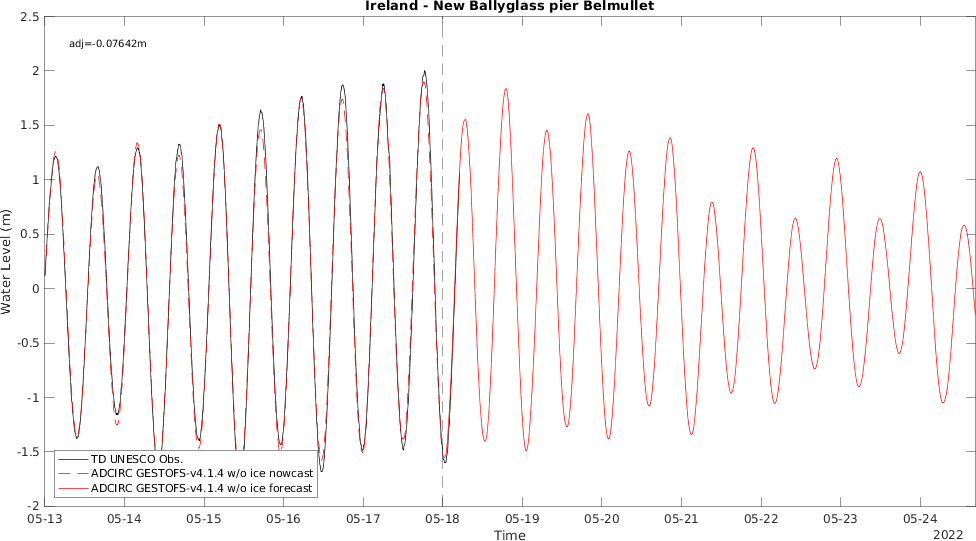 Ireland - New Ballyglass pier Belmullet
2.5
adj=-0.07642m
2
1.5
1
0.5
0
-0.5
-1
-1.5
-2
Water Level (m)
TD UNESCO Obs.
ADCIRC GESTOFS-v4.1.4 w/o ice nowcast
ADCIRC GESTOFS-v4.1.4 w/o ice forecast
05-13 05-14 05-15 05-16 05-17 05-18 05-19 05-20 05-21 05-22 05-23 05-24
Time
2022